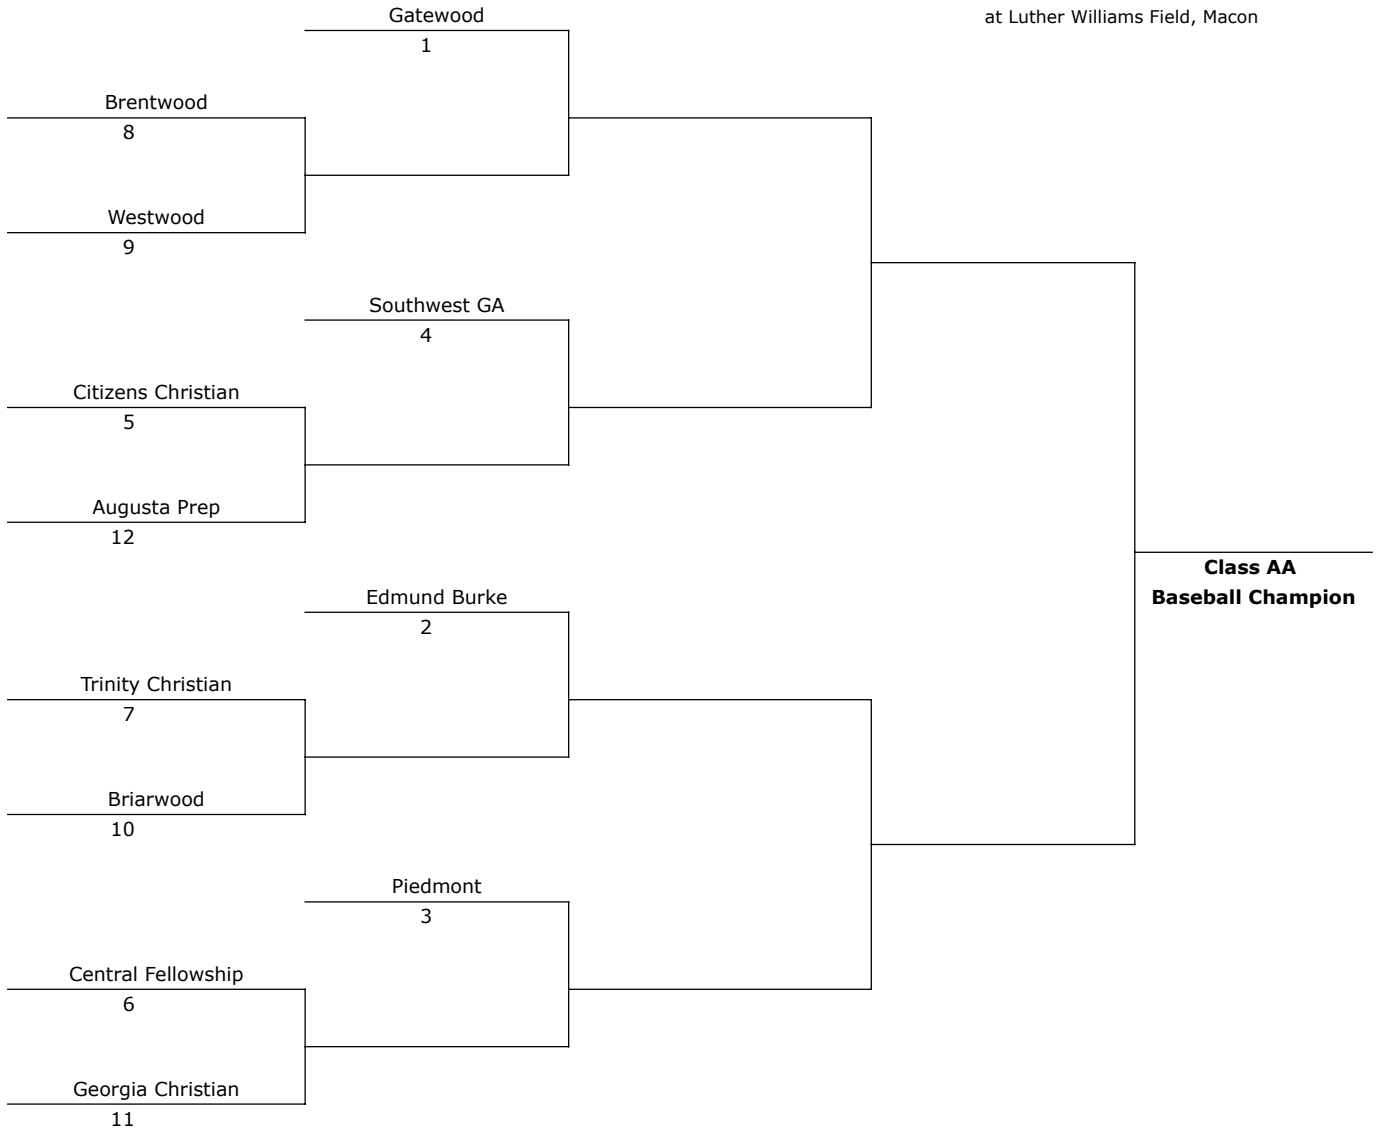 Gatewood
at Luther Williams Field, Macon
1
Brentwood
8
Westwood
9
Southwest GA
4
Citizens Christian
5
Augusta Prep
12
Class AA
Baseball Champion
Edmund Burke
2
Trinity Christian
7
Briarwood
10
Piedmont
3
Central Fellowship
6
Georgia Christian
11